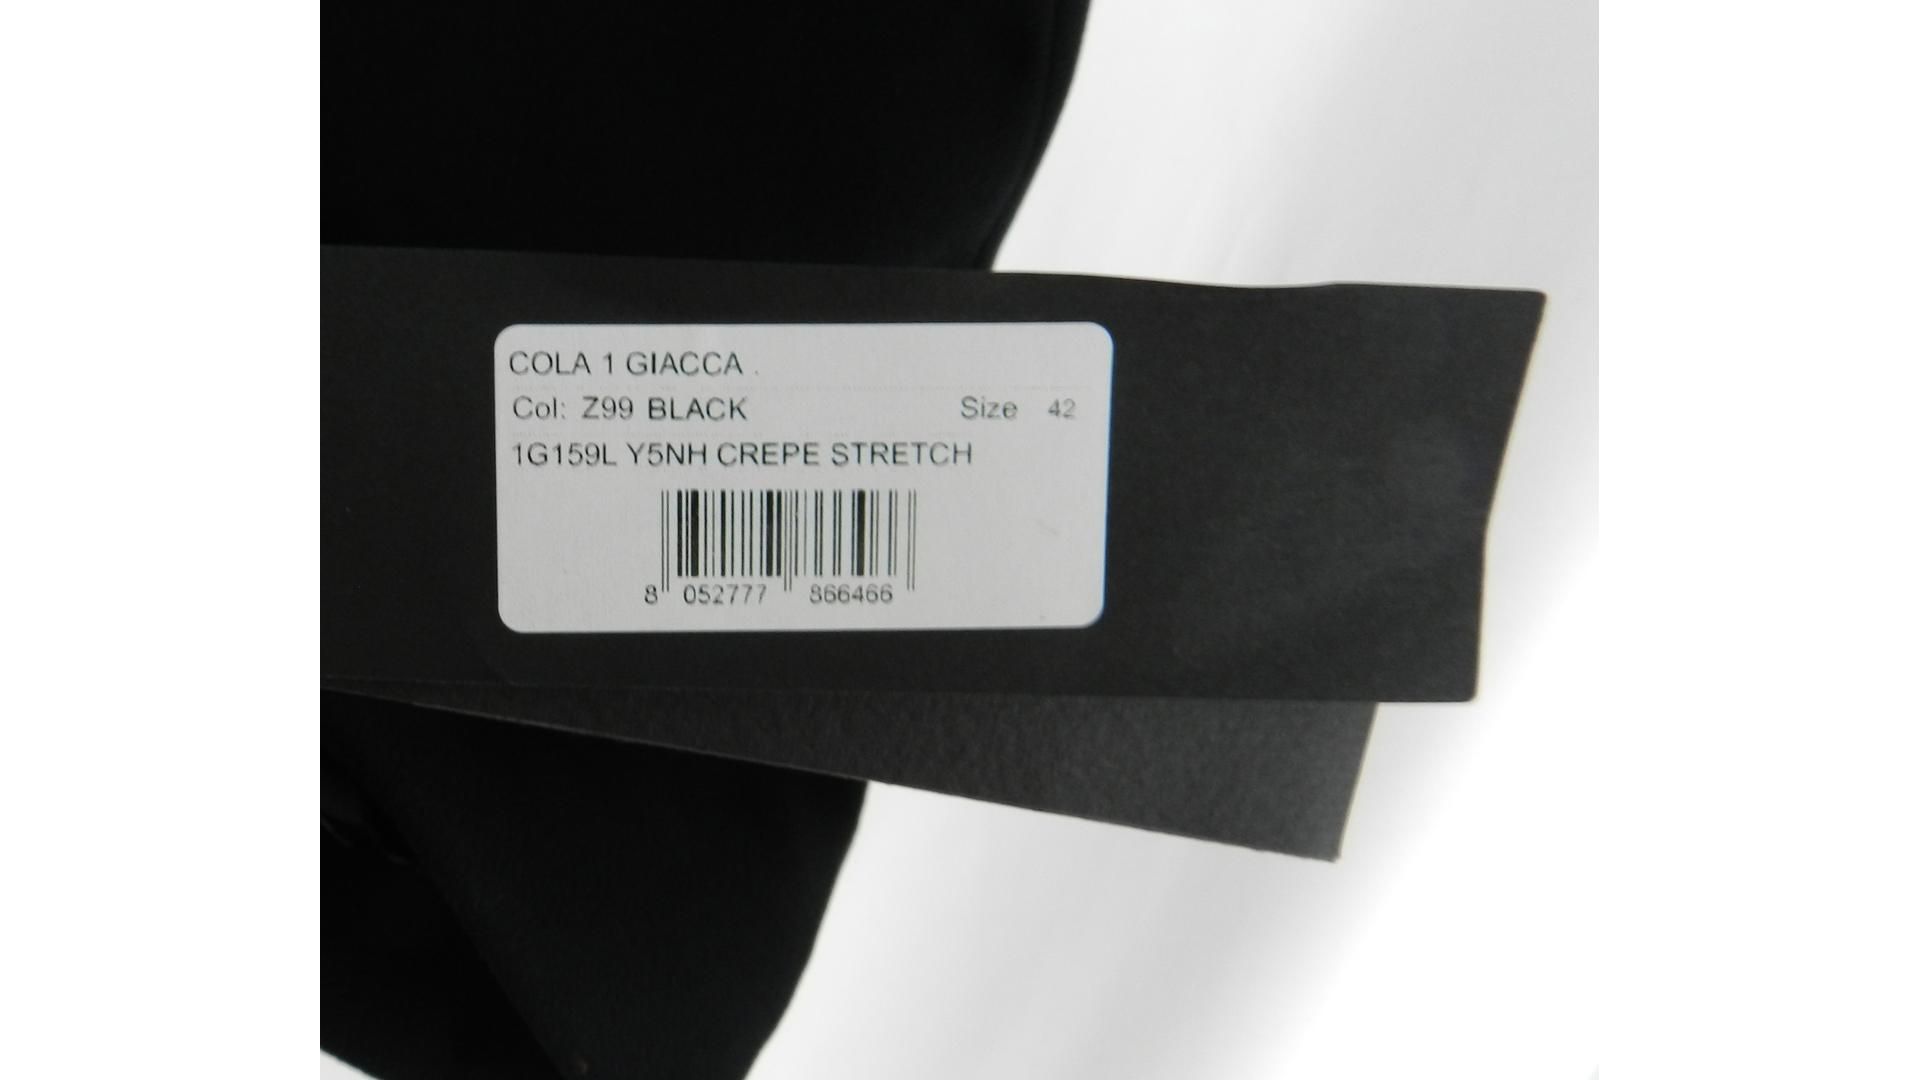 COLA 1 GIACCA .
Col: Z99 BLACK Size 42
1G159L Y5NH CREPE STRETCH
8 052777 866466